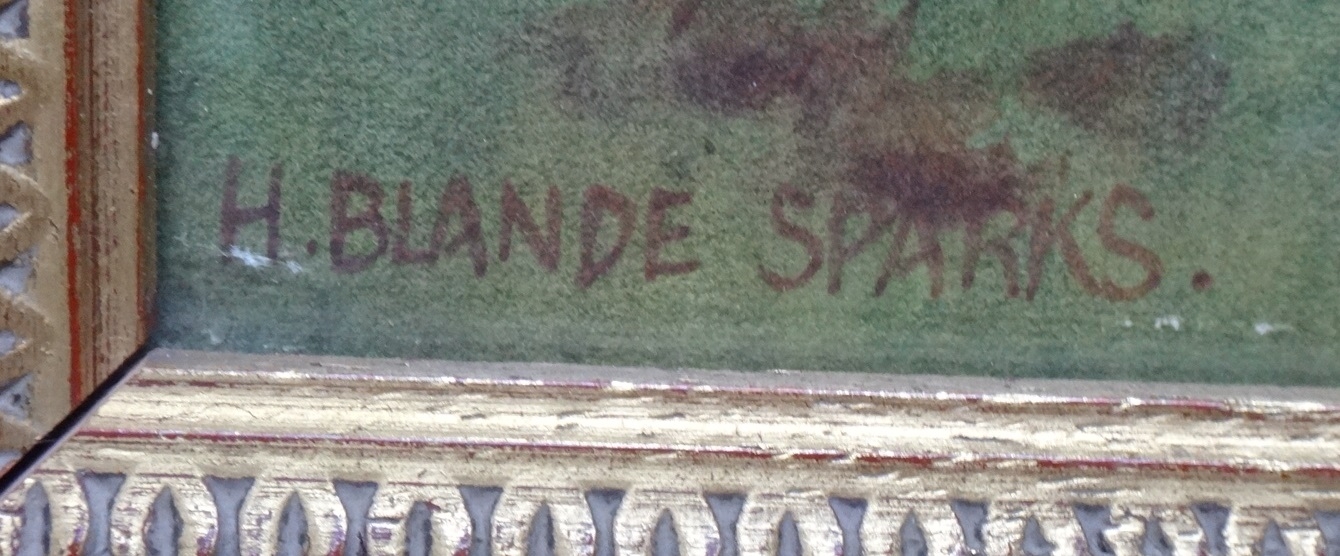 H. BLANDE SPARKS.